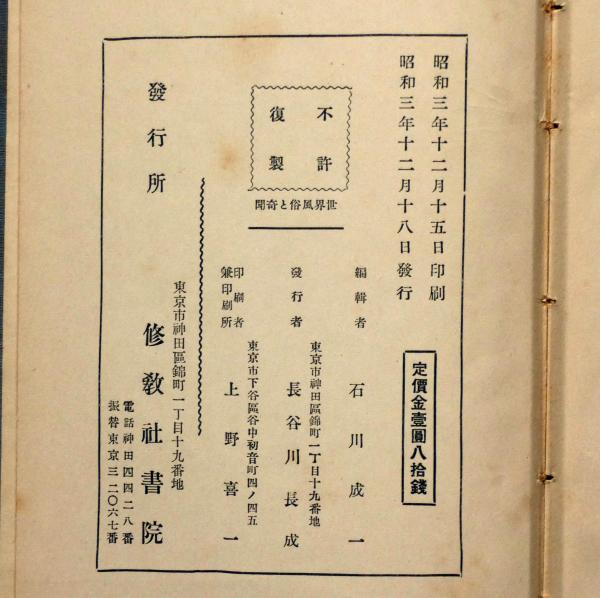 昭和三年十二月十五日印刷
昭和三年十二月十八日發行
定價金壹圓八拾錢
不許
復製
世界風俗と奇聞
編輯者
石川成一
東京市神田區錦町一丁目十九番地
發行者
長谷川長成
東京市下谷區谷中初音町四ノ四五
印刷者
兼印刷所
上野喜一
發行所
東京市神田區錦町一丁目十九番地
修敎社書院
電話神田四四二八番
振替東京三二〇六七番